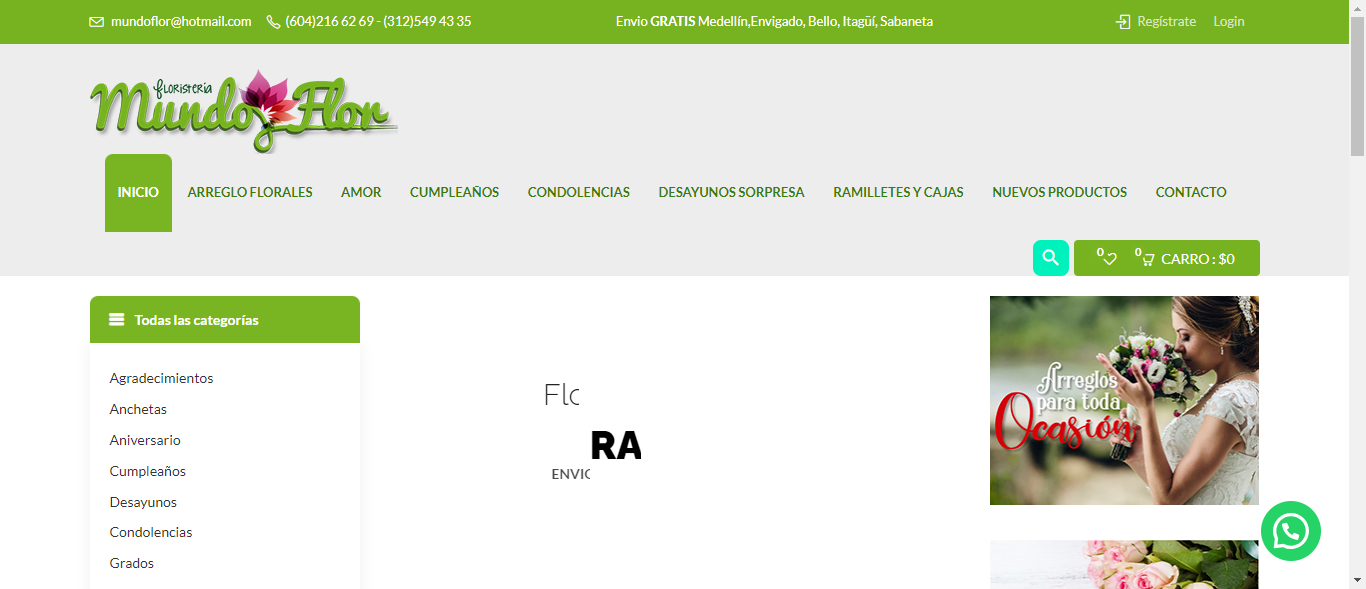 mundoflor@hotmail.com (604)216 62 69 - (312)549 43 35 Envio GRATIS Medellín,Envigado, Bello, Itagüí, Sabaneta Regístrate Login
floristeria
Mundo Flor
INICIO ARREGLO FLORALES AMOR CUMPLEAÑOS CONDOLENCIAS DESAYUNOS SORPRESA RAMILLETES Y CAJAS NUEVOS PRODUCTOS CONTACTO
0 0 CARRO : $0
Todas las categorías
Agradecimientos
Anchetas
Aniversario
Cumpleaños
Desayunos
Condolencias
Grados
Flo
RA
ENVIO
Arreglos
para toda
Ocasión